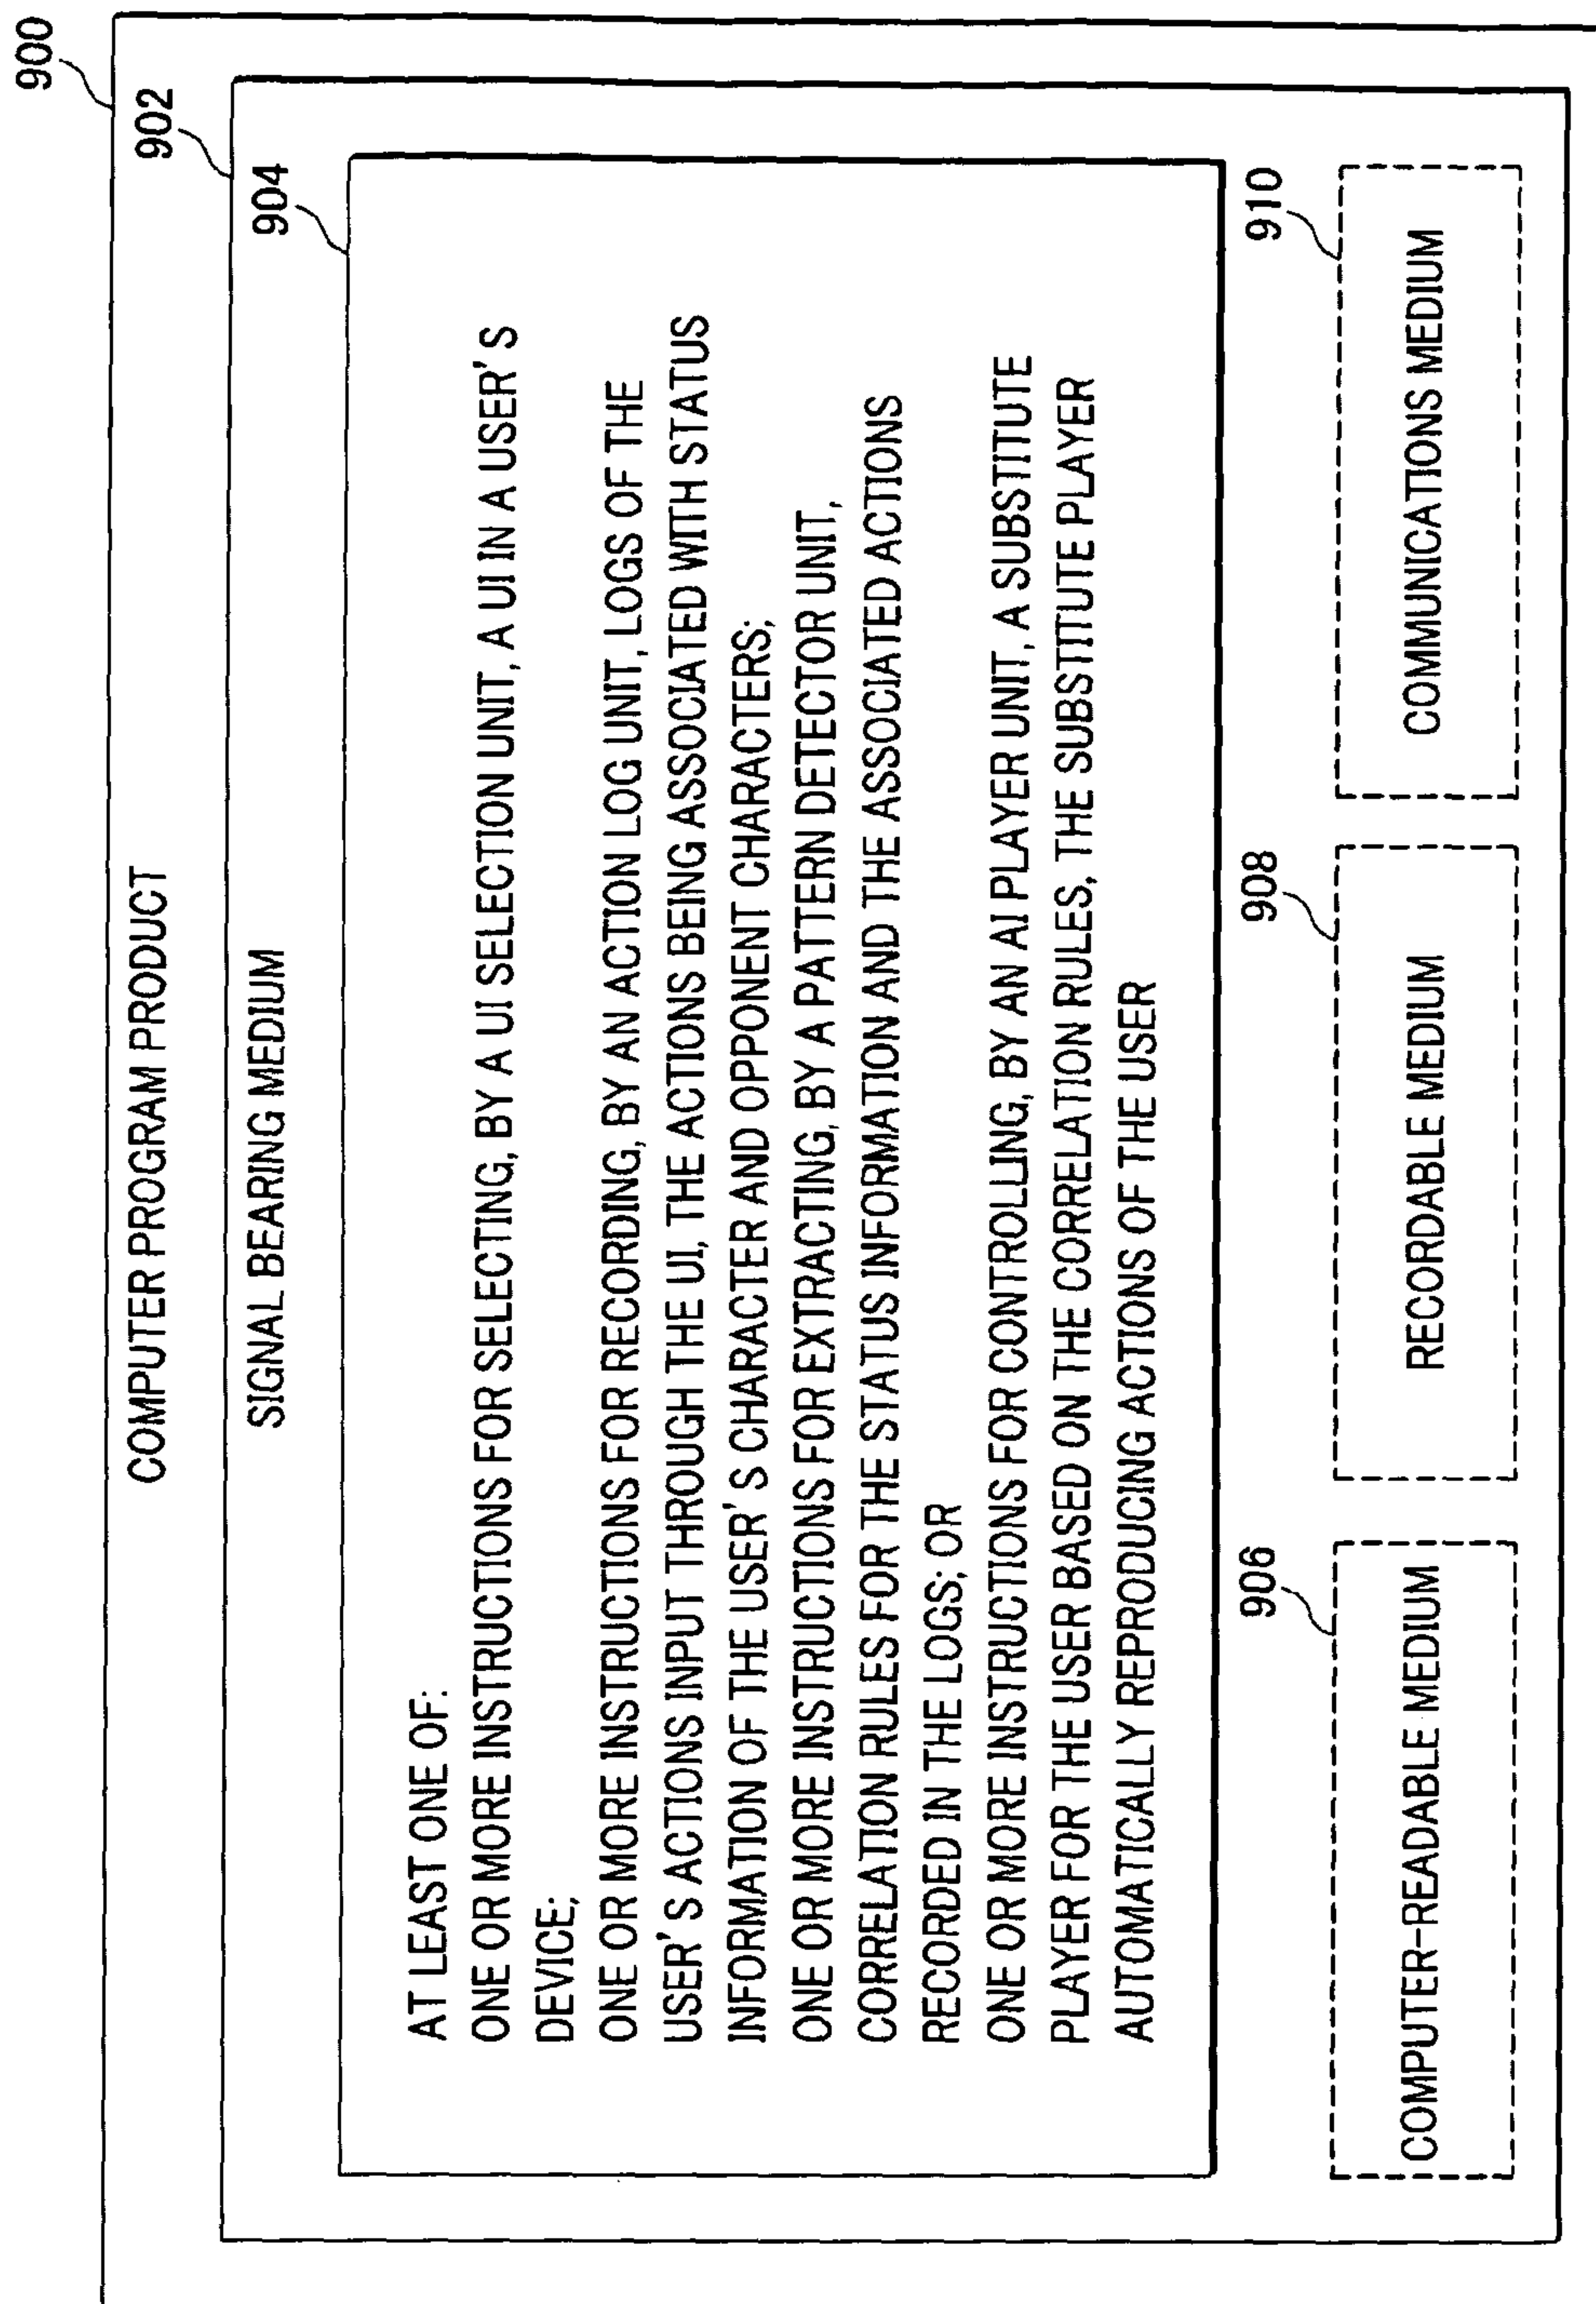 900
COMPUTER PROGRAM PRODUCT
902
SIGNAL BEARING MEDIUM
904
AT LEAST ONE OF:
ONE OR MORE INSTRUCTIONS FOR SELECTING, BY A UI SELECTION UNIT, A UI IN A USER'S
DEVICE;
ONE OR MORE INSTRUCTIONS FOR RECORDING, BY AN ACTION LOG UNIT, LOGS OF THE
USER'S ACTIONS INPUT THROUGH THE UI, THE ACTIONS BEING ASSOCIATED WITH STATUS
INFORMATION OF THE USER'S CHARACTER AND OPPONENT CHARACTERS;
ONE OR MORE INSTRUCTIONS FOR EXTRACTING, BY A PATTERN DETECTOR UNIT,
CORRELATION RULES FOR THE STATUS INFORMATION AND THE ASSOCIATED ACTIONS
RECORDED IN THE LOGS; OR
ONE OR MORE INSTRUCTIONS FOR CONTROLLING, BY AN AI PLAYER UNIT, A SUBSTITUTE
PLAYER FOR THE USER BASED ON THE CORRELATION RULES, THE SUBSTITUTE PLAYER
AUTOMATICALLY REPRODUCING ACTIONS OF THE USER
906
COMPUTER-READABLE MEDIUM
908
RECORDABLE MEDIUM
910
COMMUNICATIONS MEDIUM